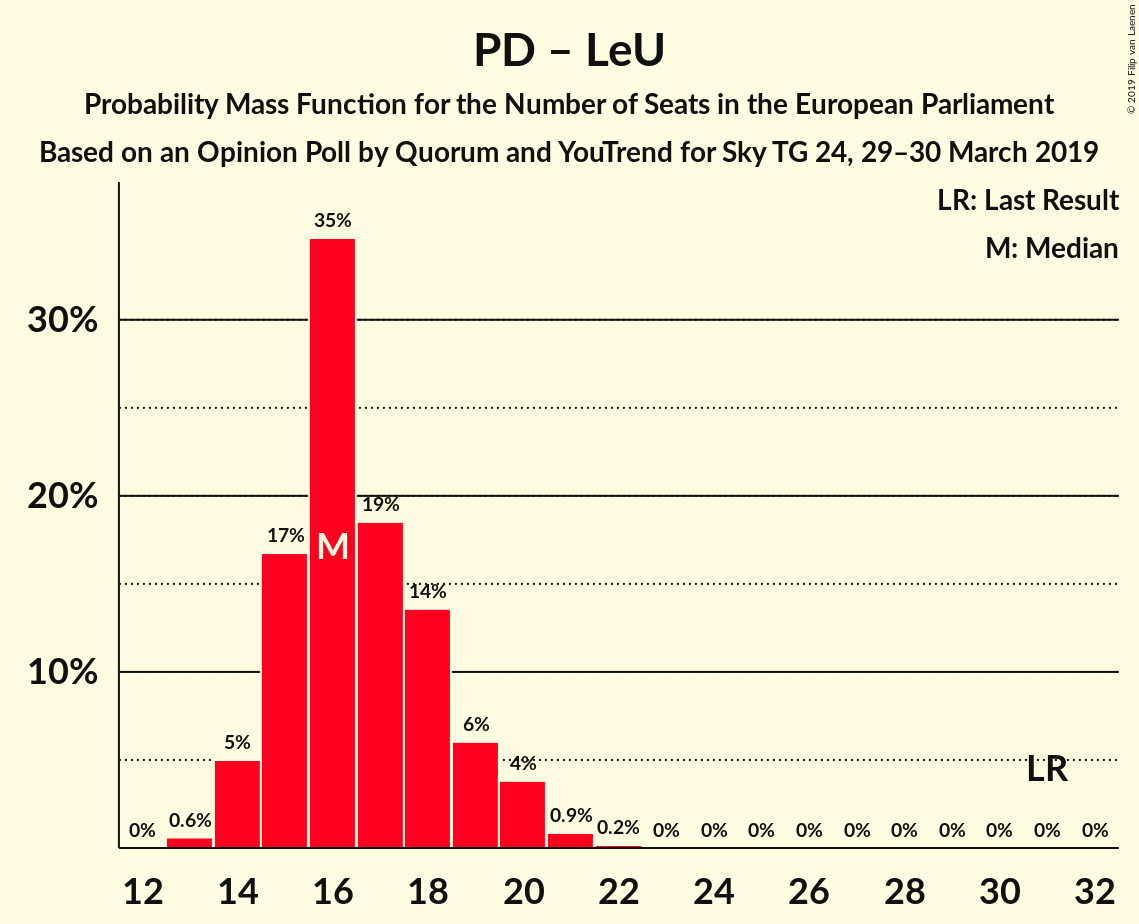 PD – LeU
Probability Mass Function for the Number of Seats in the European Parliament
Based on an Opinion Poll by Quorum and YouTrend for Sky TG 24, 29–30 March 2019
© 2019 Filip van Laenen
LR: Last Result
M: Median
35%
30%
20%
19%
17%
M
14%
10%
6%
5%
4%
LR
0.9%
0.6%
0.2%
0% 0% 0% 0% 0% 0% 0% 0% 0% 0% 0%
12 14 16 18 20 22 24 26 28 30 32